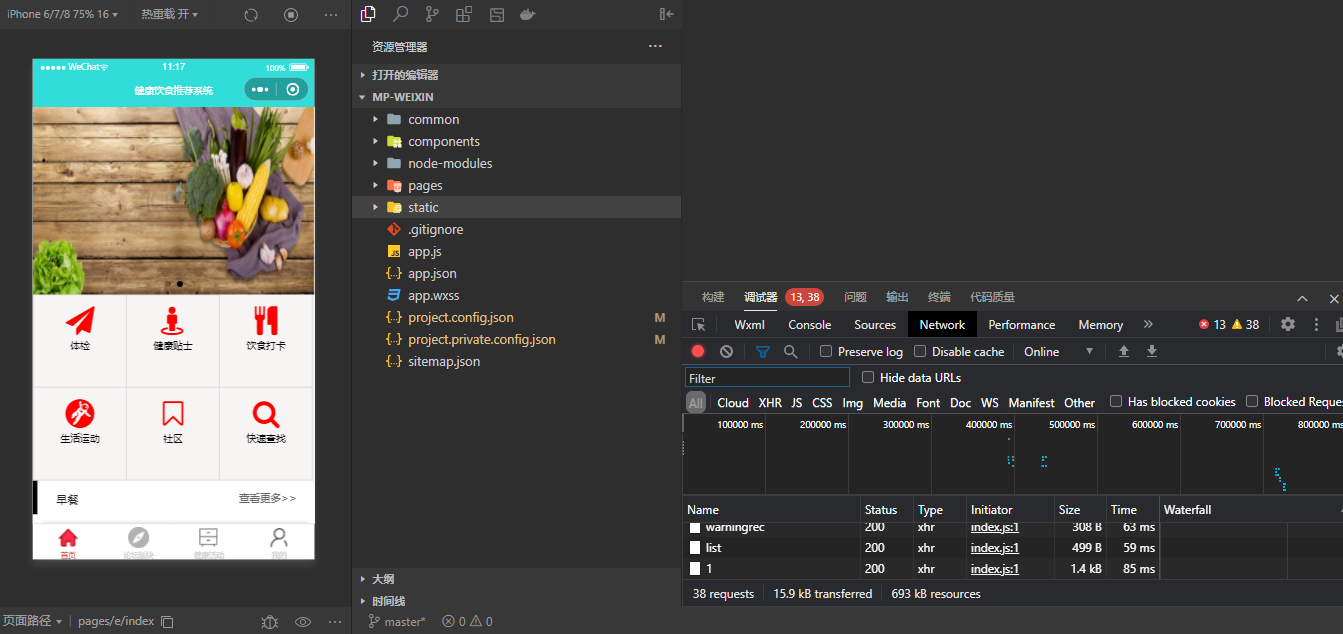 iPhone 6/7/8 75% 16 热重载 开
WeChat 11:17 100%
健康饮食推荐系统
体检 健康贴士 饮食打卡
生活运动 社区 快速查找
早餐 查看更多>>
首页 论坛版块 健康活动 我的
页面路径 pages/e/index
资源管理器
打开的编辑器
MP-WEIXIN
common
components
node-modules
pages
static
.gitignore
app.js
app.json
app.wxss
project.config.json M
project.private.config.json M
sitemap.json
大纲
时间线
master* 0 0
构建 调试器 13, 38 问题 输出 终端 代码质量
Wxml Console Sources Network Performance Memory 13 38
Preserve log Disable cache Online
Filter Hide data URLs
All Cloud XHR JS CSS Img Media Font Doc WS Manifest Other Has blocked cookies Blocked Reque
100000 ms 200000 ms 300000 ms 400000 ms 500000 ms 600000 ms 700000 ms 800000 ms
Name Status Type Initiator Size Time Waterfall
warningrec 200 xhr index.js:1 308 B 63 ms
list 200 xhr index.js:1 499 B 59 ms
1 200 xhr index.js:1 1.4 kB 85 ms
38 requests 15.9 kB transferred 693 kB resources